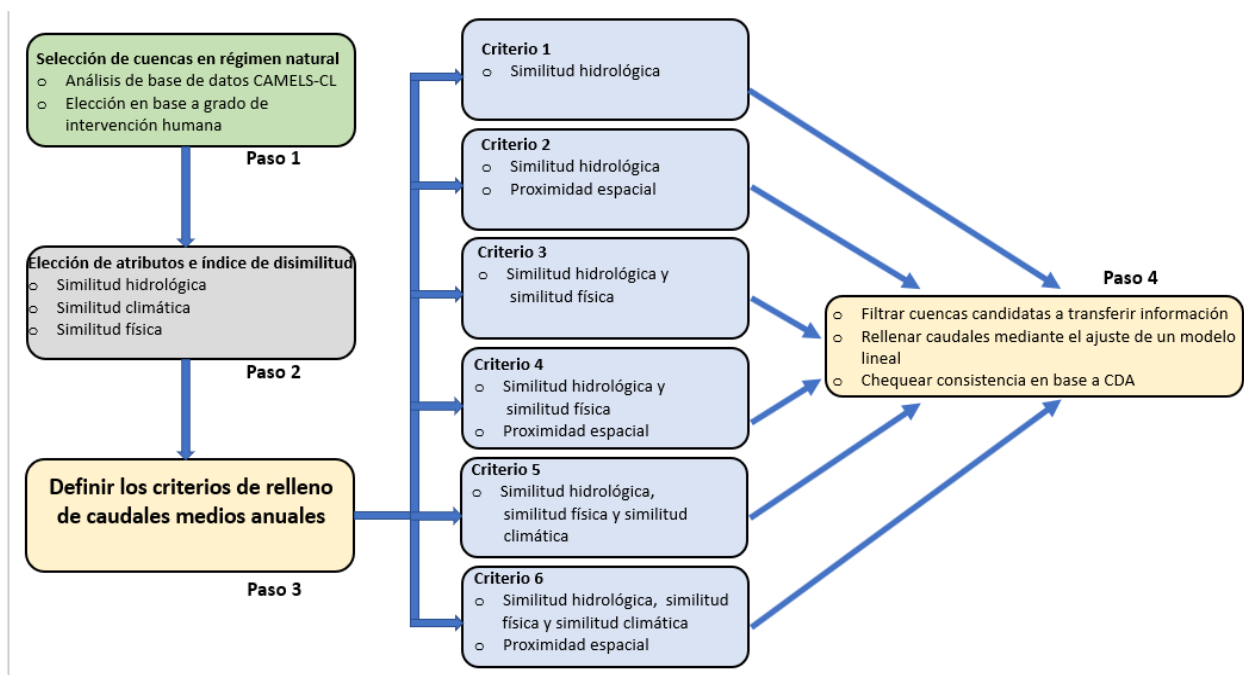 Selección de cuencas en régimen natural
o Análisis de base de datos CAMELS-CL
o Elección en base a grado de
intervención humana
Paso 1
Elección de atributos e índice de disimilitud
o Similitud hidrológica
o Similitud climática
o Similitud física
Paso 2
Definir los criterios de relleno
de caudales medios anuales
Paso 3
Criterio 1
o Similitud hidrológica
Criterio 2
o Similitud hidrológica
o Proximidad espacial
Criterio 3
o Similitud hidrológica y
similitud física
Criterio 4
o Similitud hidrológica y
similitud física
o Proximidad espacial
Criterio 5
o Similitud hidrológica,
similitud física y similitud
climática
Criterio 6
o Similitud hidrológica, similitud
física y similitud climática
o Proximidad espacial
Paso 4
o Filtrar cuencas candidatas a transferir información
o Rellenar caudales mediante el ajuste de un modelo
lineal
o Chequear consistencia en base a CDA